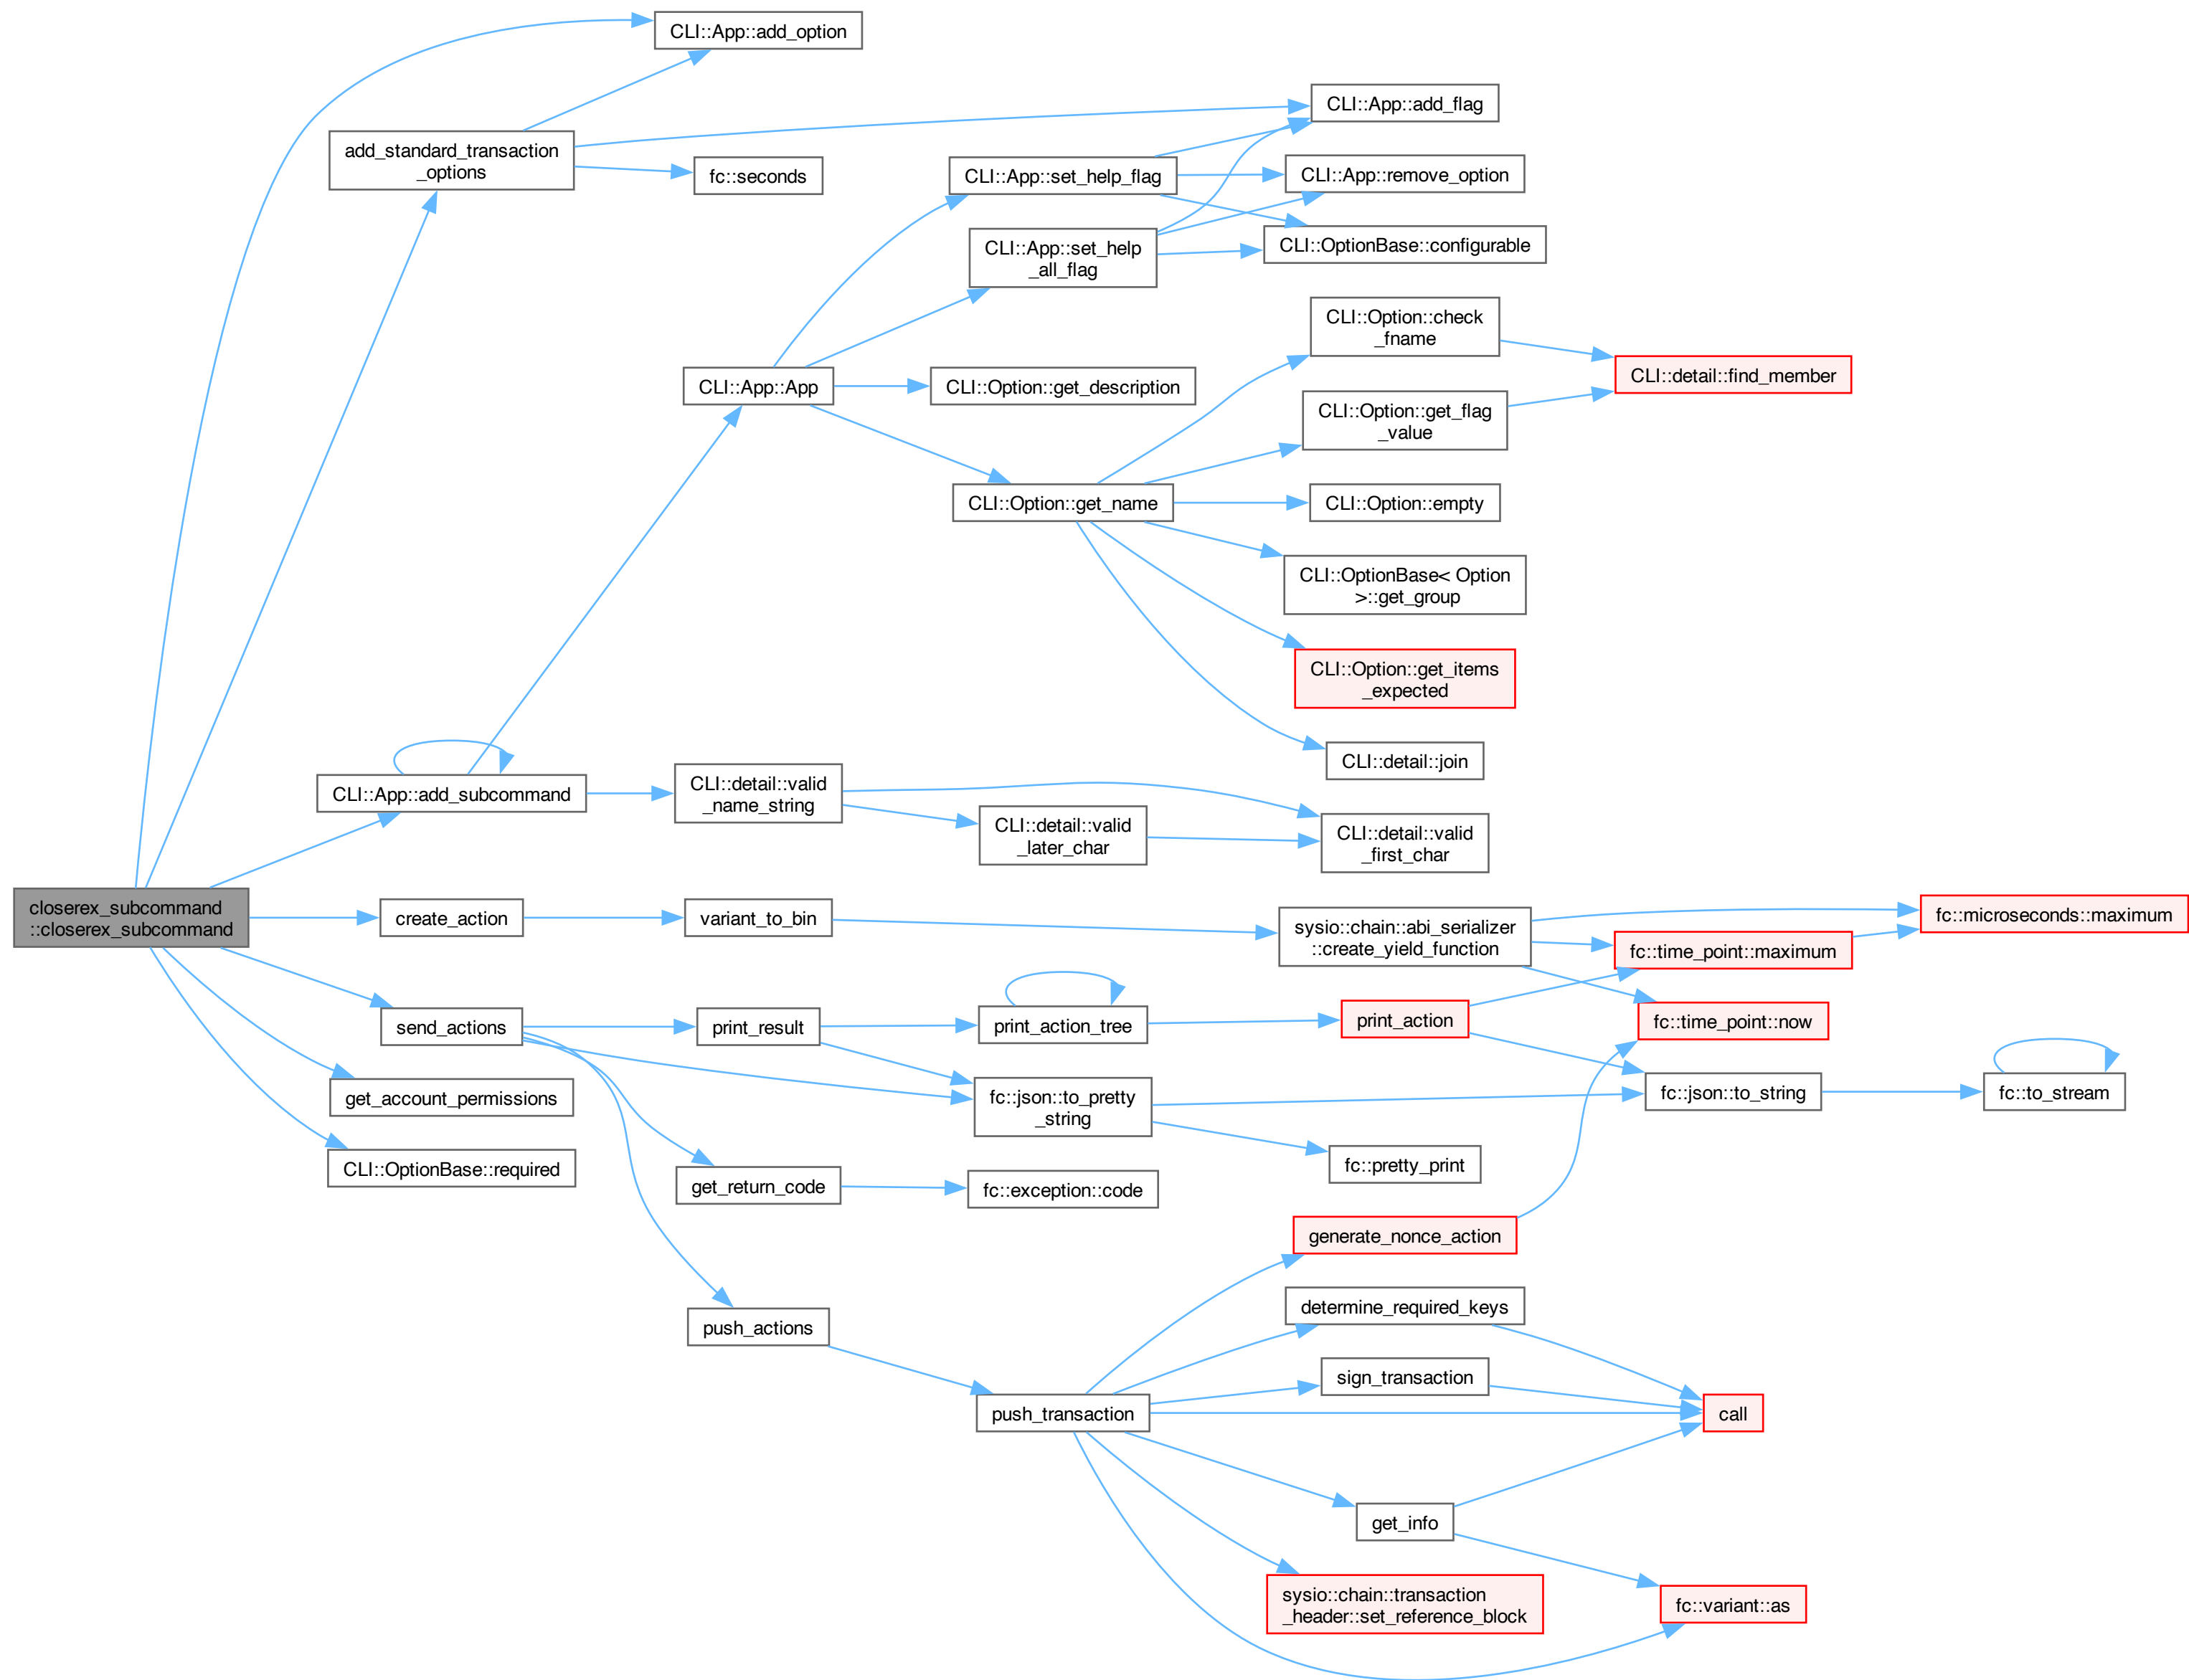 CLI::App::add_option
add_standard_transaction
_options
fc::seconds
CLI::App::add_flag
CLI::App::set_help_flag
CLI::App::remove_option
CLI::App::set_help
_all_flag
CLI::OptionBase::configurable
CLI::App::App
CLI::Option::get_description
CLI::Option::check
_fname
CLI::detail::find_member
CLI::Option::get_flag
_value
CLI::Option::get_name
CLI::Option::empty
CLI::OptionBase< Option
>::get_group
CLI::Option::get_items
_expected
CLI::detail::join
CLI::App::add_subcommand
CLI::detail::valid
_name_string
CLI::detail::valid
_later_char
CLI::detail::valid
_first_char
closerex_subcommand
::closerex_subcommand
create_action
variant_to_bin
sysio::chain::abi_serializer
::create_yield_function
fc::microseconds::maximum
fc::time_point::maximum
fc::time_point::now
send_actions
print_result
print_action_tree
print_action
get_account_permissions
fc::json::to_pretty
_string
fc::json::to_string
fc::to_stream
CLI::OptionBase::required
fc::pretty_print
get_return_code
fc::exception::code
generate_nonce_action
push_actions
determine_required_keys
sign_transaction
push_transaction
call
get_info
sysio::chain::transaction
_header::set_reference_block
fc::variant::as